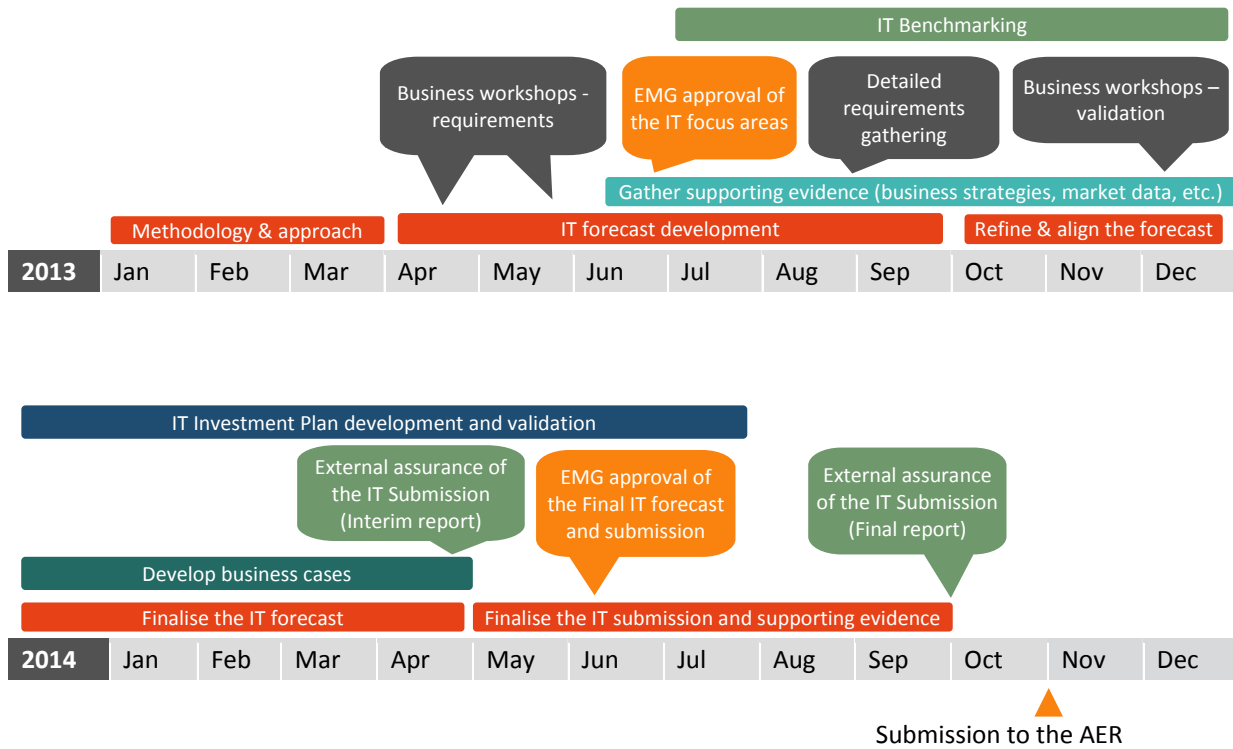 IT Benchmarking
Business workshops -
requirements
EMG approval of
the IT focus areas
Detailed
requirements
gathering
Business workshops –
validation
Gather supporting evidence (business strategies, market data, etc.)
Methodology & approach
IT forecast development
Refine & align the forecast
2013 Jan Feb Mar Apr May Jun Jul Aug Sep Oct Nov Dec
IT Investment Plan development and validation
External assurance of
the IT Submission
(Interim report)
EMG approval of
the Final IT forecast
and submission
External assurance
of the IT Submission
(Final report)
Develop business cases
Finalise the IT forecast
Finalise the IT submission and supporting evidence
2014 Jan Feb Mar Apr May Jun Jul Aug Sep Oct Nov Dec
Submission to the AER